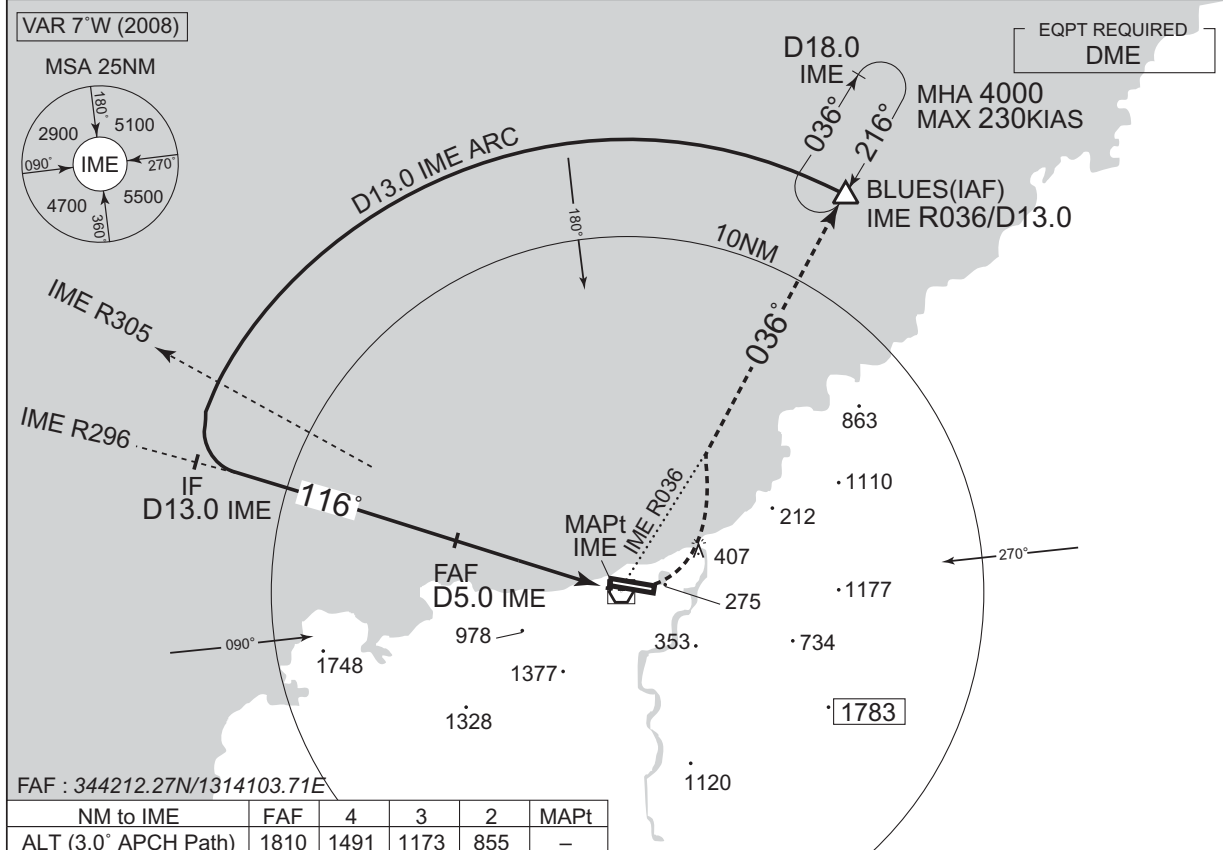 VAR 7°W (2008)
MSA 25NM
180°
2900
5100
090°
IME
270°
4700
5500
360°
EQPT REQUIRED
DME
D18.0
IME
036°
216°
MHA 4000
MAX 230KIAS
D13.0 IME ARC
BLUES(IAF)
IME R036/D13.0
180°
10NM
IME R305
036°
IME R296
IF
D13.0 IME
116°
863
1110
212
MAPt
IME
IME R036
407
270°
FAF
D5.0 IME
275
1177
090°
978
353
734
1748
1377
1328
1783
1120
FAF : 344212.27N/1314103.71E
NM to IME FAF 4 3 2 MAPt
ALT (3.0° APCH Path) 1810 1491 1173 855 –